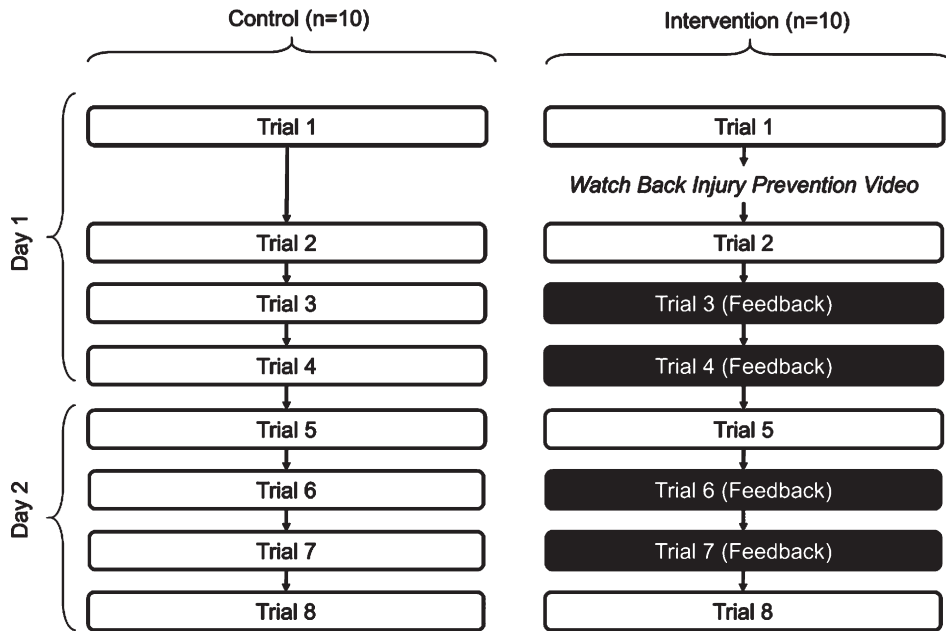 Control (n=10)
Intervention (n=10)
Day 1
Trial 1
Trial 1
Watch Back Injury Prevention Video
Trial 2
Trial 2
Trial 3
Trial 3 (Feedback)
Trial 4
Trial 4 (Feedback)
Day 2
Trial 5
Trial 5
Trial 6
Trial 6 (Feedback)
Trial 7
Trial 7 (Feedback)
Trial 8
Trial 8